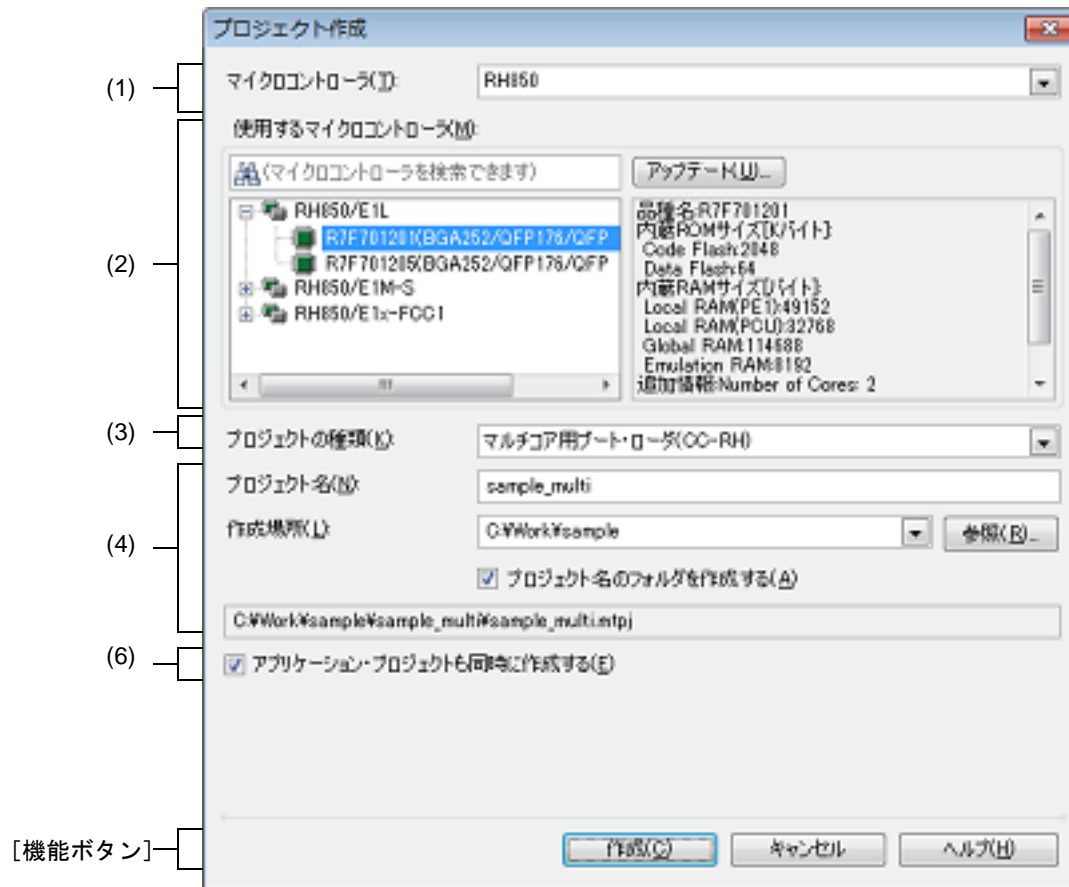 プロジェクト作成
(1)
マイクロコントローラ(T):
RH850
使用するマイクロコントローラ(M):
(マイクロコントローラを検索できます)
アップデート(U)...
(2)
RH850/E1L
R7F701201(BGA252/QFP176/QFP
R7F701205(BGA252/QFP176/QFP
RH850/E1M-S
RH850/E1x-FCC1
品種名:R7F701201
内蔵ROMサイズ[Kバイト]:
Code Flash:2048
Data Flash:64
内蔵RAMサイズ[バイト]:
Local RAM(PE1):49152
Local RAM(PCU):32768
Global RAM:114688
Emulation RAM:8192
追加情報:Number of Cores: 2
(3)
プロジェクトの種類(K):
マルチコア用ブート・ローダ(CC-RH)
(4)
プロジェクト名(N):
sample_multi
作成場所(L):
C:¥Work¥sample
参照(R)...
プロジェクト名のフォルダを作成する(A)
C:¥Work¥sample¥sample_multi¥sample_multi.mtpj
(6)
アプリケーション・プロジェクトも同時に作成する(E)
[機能ボタン]
作成(C)
キャンセル
ヘルプ(H)